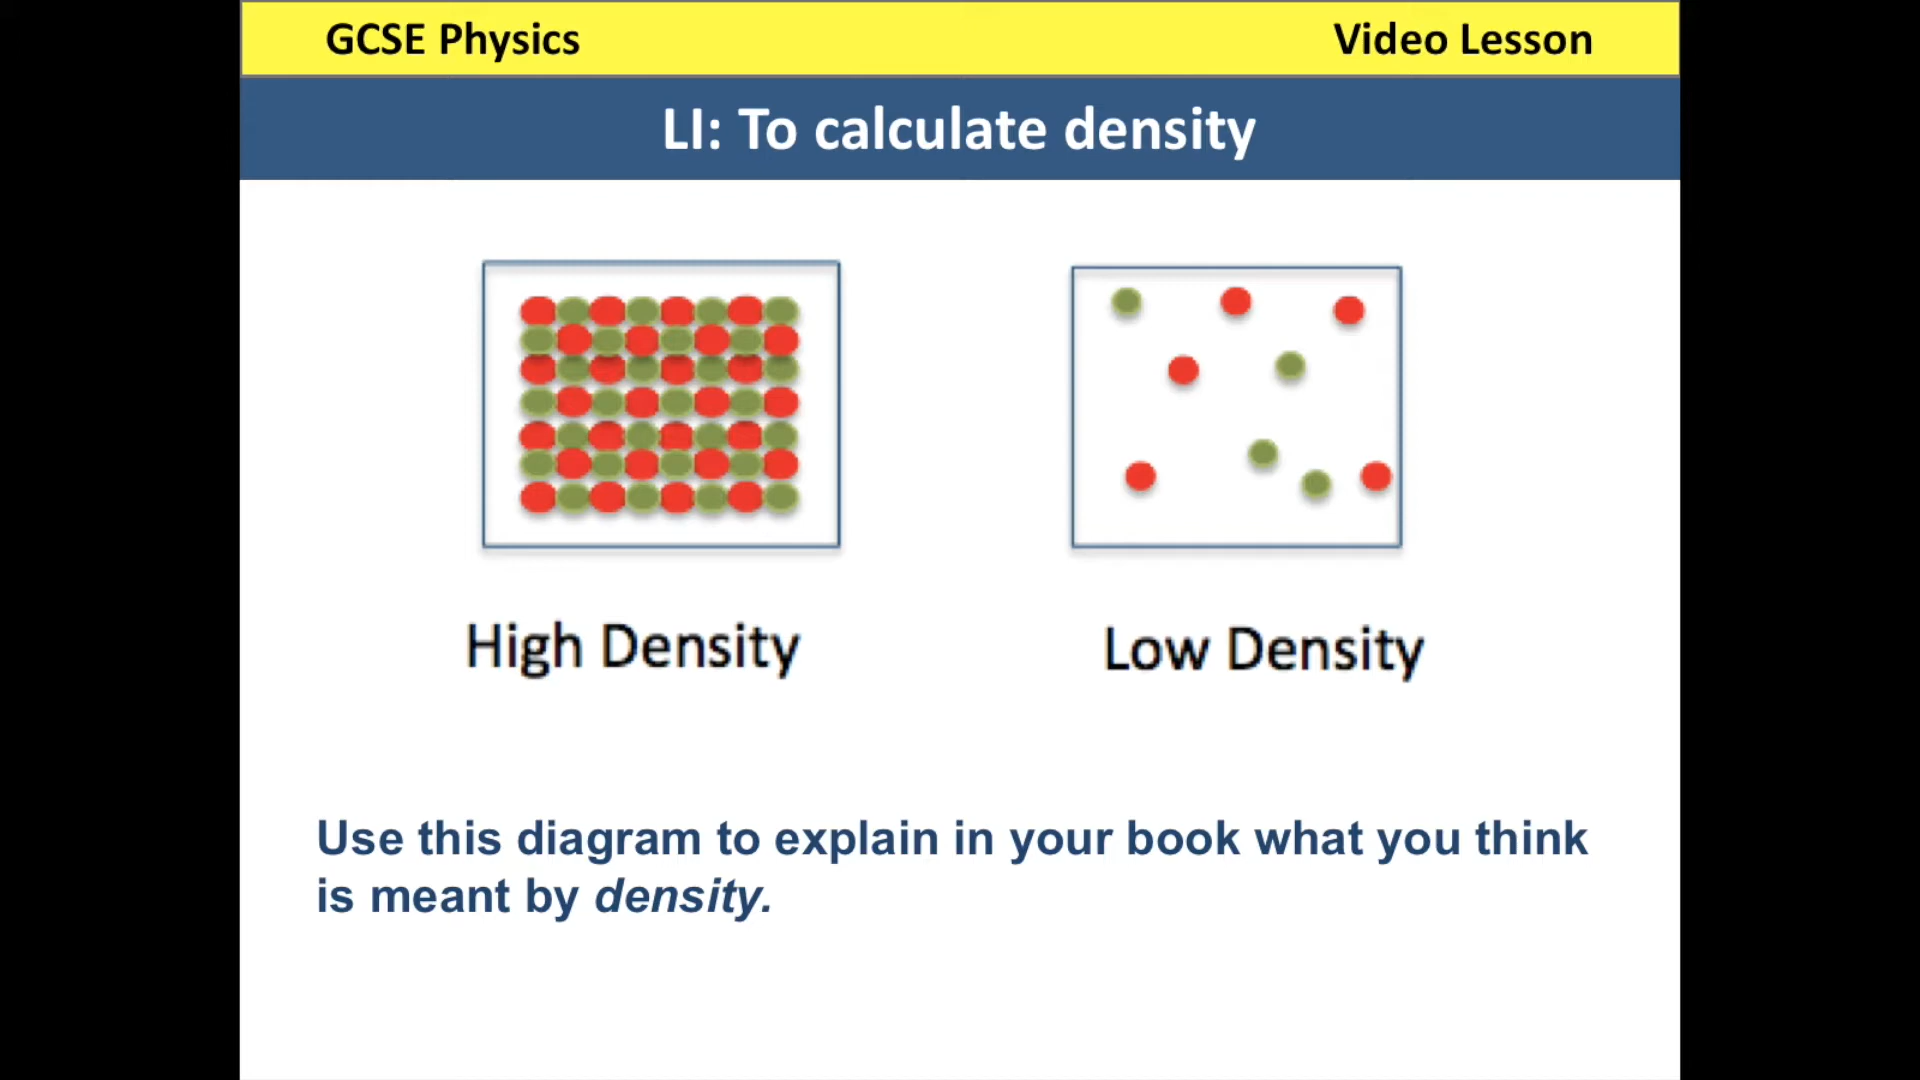 GCSE Physics
Video Lesson
LI: To calculate density
High Density
Low Density
Use this diagram to explain in your book what you think
is meant by density.